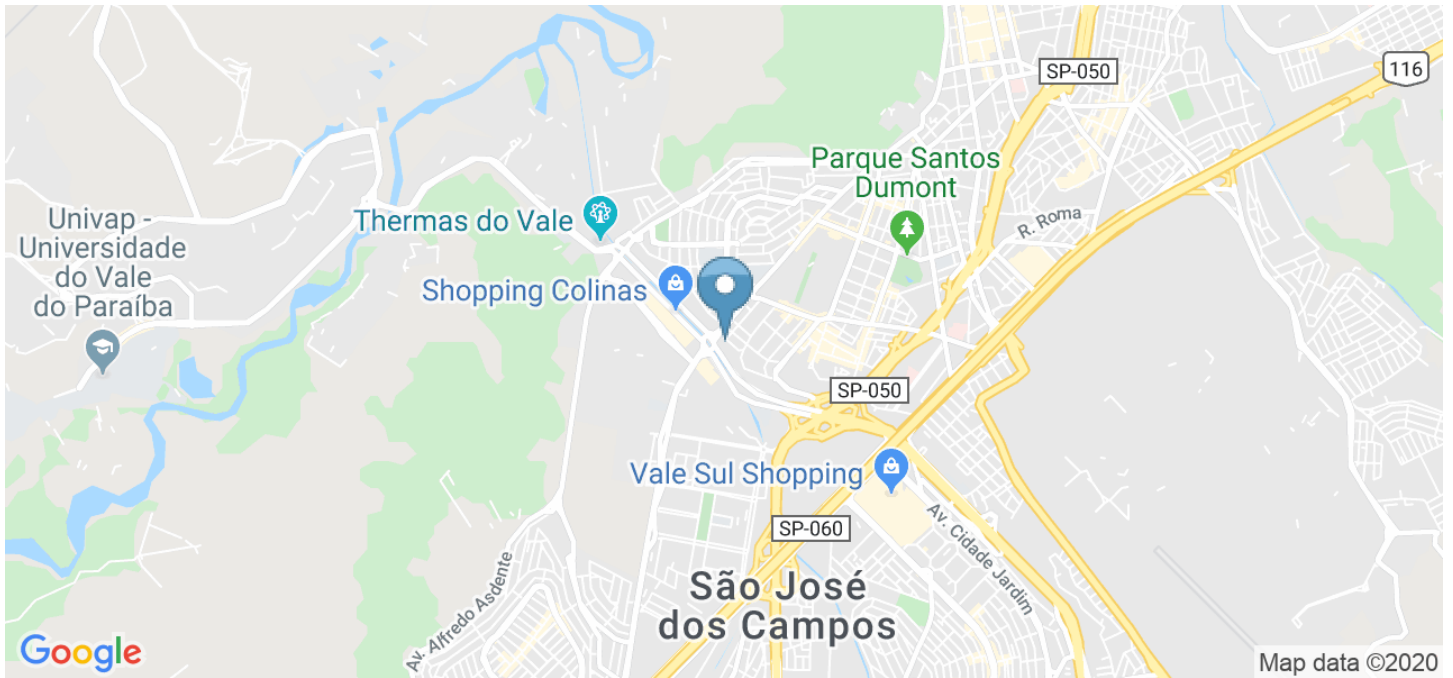 SP-050
116
Parque Santos
Dumont
Univap -
Universidade
do Vale
do Paraíba
Thermas do Vale
R. Roma
Shopping Colinas
SP-050
Vale Sul Shopping
SP-060
Av. Cidade Jardim
Av. Alfredo Asdente
São José
dos Campos
Google
Map data ©2020